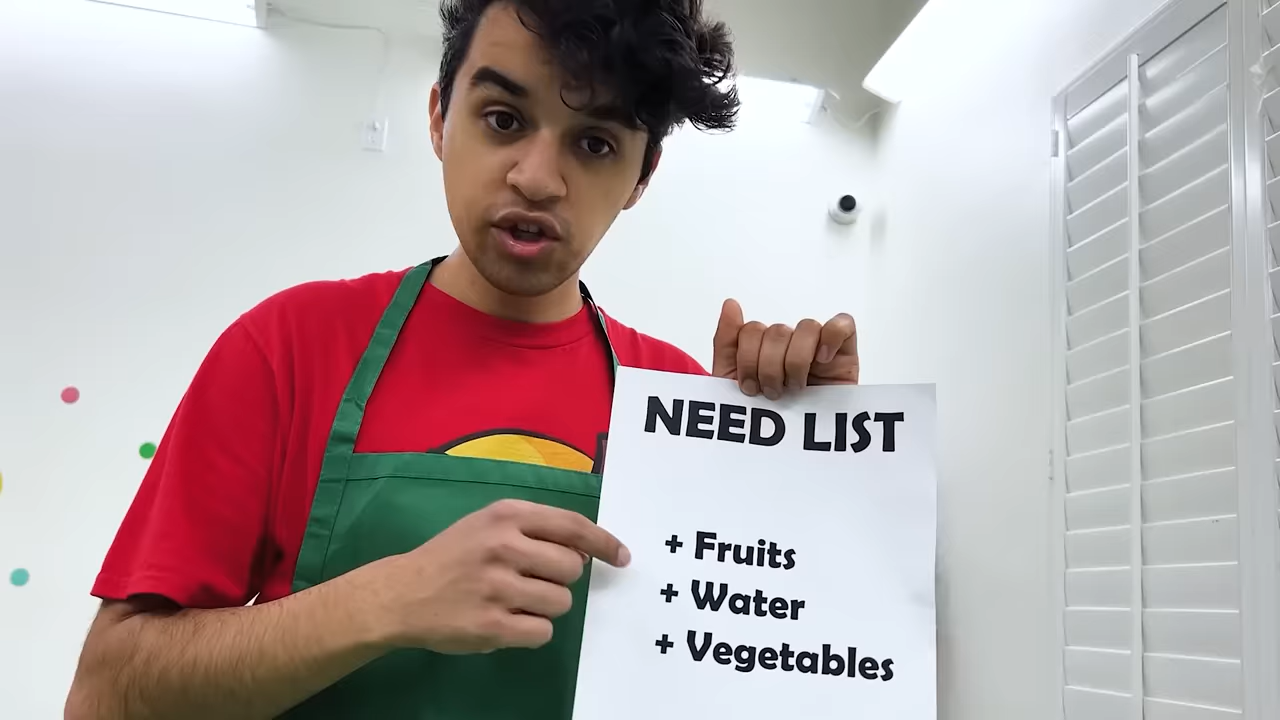 NEED LIST
+ Fruits
+ Water
+ Vegetables